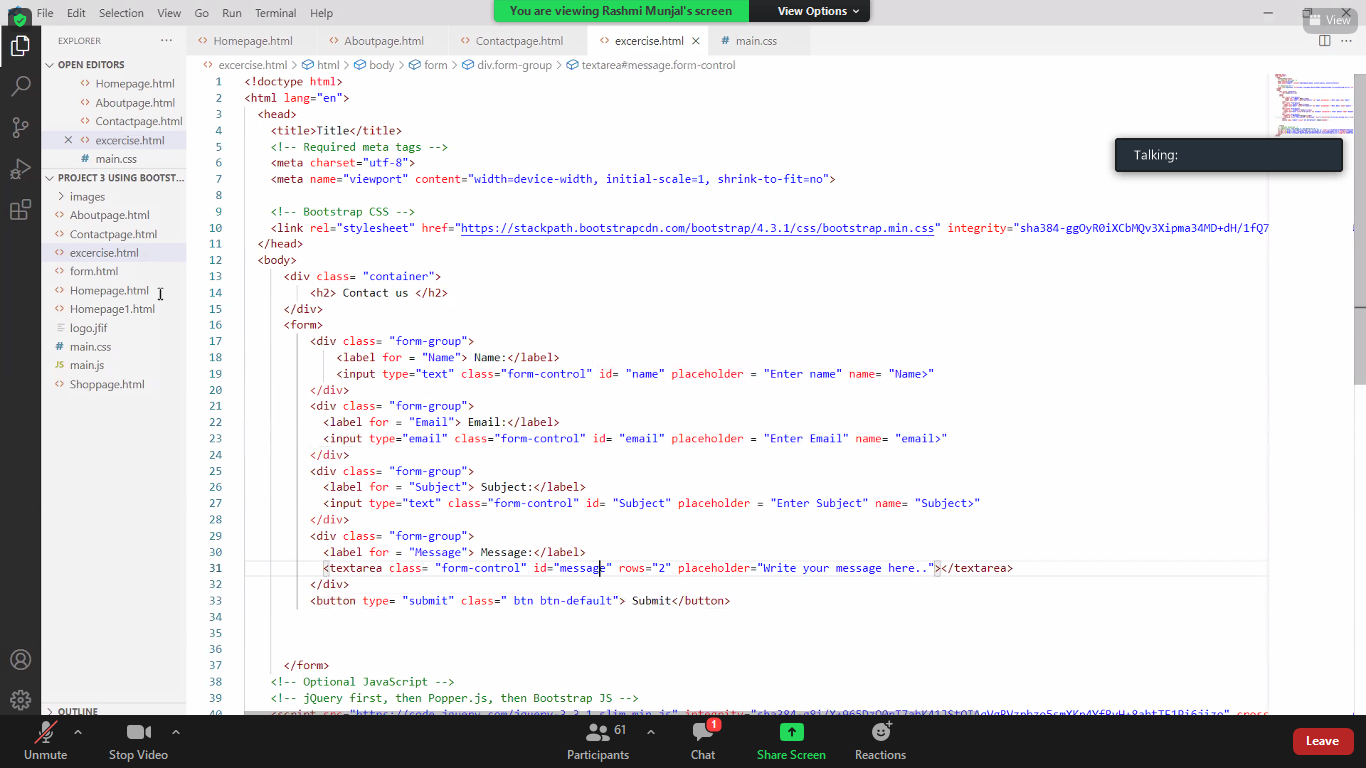 File Edit Selection View Go Run Terminal Help
You are viewing Rashmi Munjal's screen
View Options
View
EXPLORER
Homepage.html
Aboutpage.html
Contactpage.html
excercise.html
main.css
excercise.html > html > body > form > div.form-group > textarea#message.form-control
OPEN EDITORS
Homepage.html
Aboutpage.html
Contactpage.html
excercise.html
main.css
PROJECT 3 USING BOOTST...
images
Aboutpage.html
Contactpage.html
excercise.html
form.html
Homepage.html
Homepage1.html
logo.jfif
main.css
main.js
Shoppage.html
OUTLINE
1 <!doctype html>
2 <html lang="en">
3 <head>
4 <title>Title</title>
5 <!-- Required meta tags -->
6 <meta charset="utf-8">
7 <meta name="viewport" content="width=device-width, initial-scale=1, shrink-to-fit=no">
8
9 <!-- Bootstrap CSS -->
10 <link rel="stylesheet" href="https://stackpath.bootstrapcdn.com/bootstrap/4.3.1/css/bootstrap.min.css" integrity="sha384-ggOyR0iXCbMQv3Xipma34MD+dH/1fQ7
11 </head>
12 <body>
13 <div class= "container">
14 <h2> Contact us </h2>
15 </div>
16 <form>
17 <div class= "form-group">
18 <label for = "Name"> Name:</label>
19 <input type="text" class="form-control" id= "name" placeholder = "Enter name" name= "Name>"
20 </div>
21 <div class= "form-group">
22 <label for = "Email"> Email:</label>
23 <input type="email" class="form-control" id= "email" placeholder = "Enter Email" name= "email>"
24 </div>
25 <div class= "form-group">
26 <label for = "Subject"> Subject:</label>
27 <input type="text" class="form-control" id= "Subject" placeholder = "Enter Subject" name= "Subject>"
28 </div>
29 <div class= "form-group">
30 <label for = "Message"> Message:</label>
31 <textarea class= "form-control" id="message" rows="2" placeholder="Write your message here.."></textarea>
32 </div>
33 <button type= "submit" class=" btn btn-default"> Submit</button>
34
35
36
37 </form>
38 <!-- Optional JavaScript -->
39 <!-- jQuery first, then Popper.js, then Bootstrap JS -->
40
Talking:
Unmute
Stop Video
Participants 61
Chat 1
Share Screen
Reactions
Leave